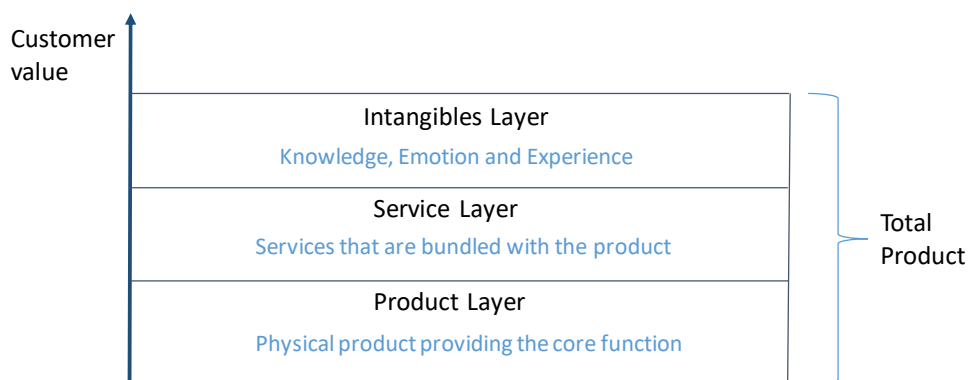 Customer
value
Intangibles Layer
Knowledge, Emotion and Experience
Service Layer
Services that are bundled with the product
Product Layer
Physical product providing the core function
Total
Product